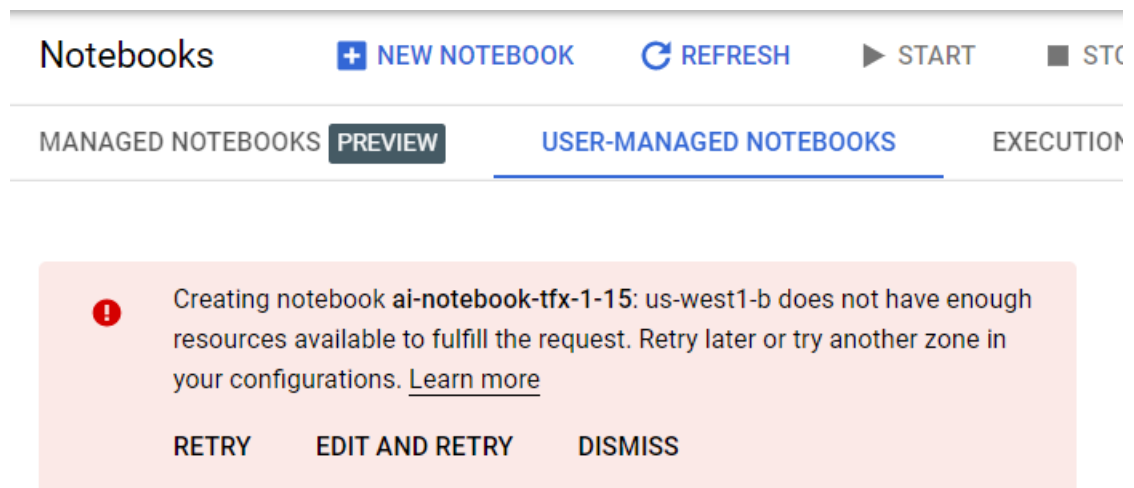 Notebooks NEW NOTEBOOK REFRESH START
MANAGED NOTEBOOKS PREVIEW USER-MANAGED NOTEBOOKS EXECUTION
Creating notebook ai-notebook-tfx-1-15: us-west1-b does not have enough
resources available to fulfill the request. Retry later or try another zone in
your configurations. Learn more
RETRY EDIT AND RETRY DISMISS